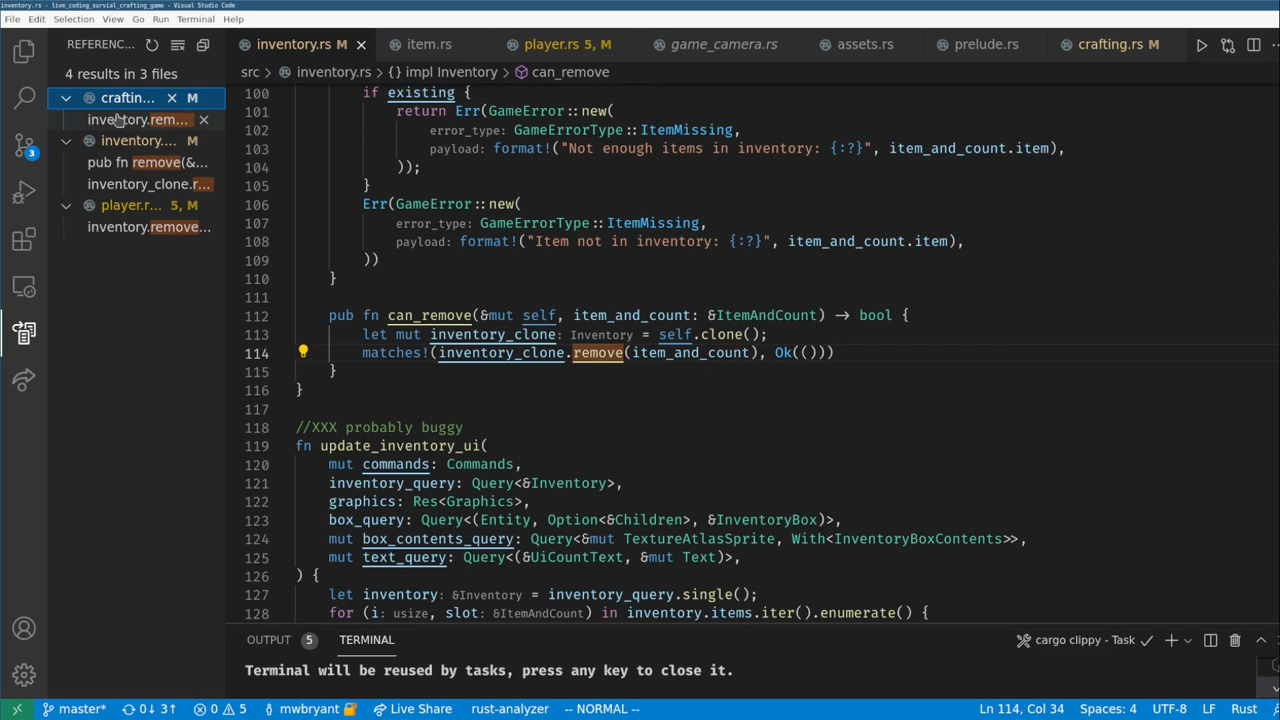 inventory.rs - live_coding_survial_crafting_game - Visual Studio Code
File Edit Selection View Go Run Terminal Help
REFERENC...
4 results in 3 files
craftin... M
inventory.rem...
inventory.... M
pub fn remove(&...
inventory_clone.r...
player.r... 5, M
inventory.remove...
3
inventory.rs M item.rs player.rs 5, M game_camera.rs assets.rs prelude.rs crafting.rs M
src > inventory.rs > {} impl Inventory > can_remove
100 if existing {
101 return Err(GameError::new(
102 error_type: GameErrorType::ItemMissing,
103 payload: format!("Not enough items in inventory: {:?}", item_and_count.item),
104 ));
105 }
106 Err(GameError::new(
107 error_type: GameErrorType::ItemMissing,
108 payload: format!("Item not in inventory: {:?}", item_and_count.item),
109 ))
110 }
111
112 pub fn can_remove(&mut self, item_and_count: &ItemAndCount) → bool {
113 let mut inventory_clone: Inventory = self.clone();
114 matches!(inventory_clone.remove(item_and_count), Ok(()))
115 }
116 }
117
118 //XXX probably buggy
119 fn update_inventory_ui(
120 mut commands: Commands,
121 inventory_query: Query<&Inventory>,
122 graphics: Res<Graphics>,
123 box_query: Query<(Entity, Option<&Children>, &InventoryBox)>,
124 mut box_contents_query: Query<&mut TextureAtlasSprite, With<InventoryBoxContents>>,
125 mut text_query: Query<(&UiCountText, &mut Text)>,
126 ) {
127 let inventory: &Inventory = inventory_query.single();
128 for (i: usize, slot: &ItemAndCount) in inventory.items.iter().enumerate() {
OUTPUT 5 TERMINAL cargo clippy - Task
Terminal will be reused by tasks, press any key to close it.
master* 0↓ 3↑ 0 5 mwbryant Live Share rust-analyzer -- NORMAL -- Ln 114, Col 34 Spaces: 4 UTF-8 LF Rust